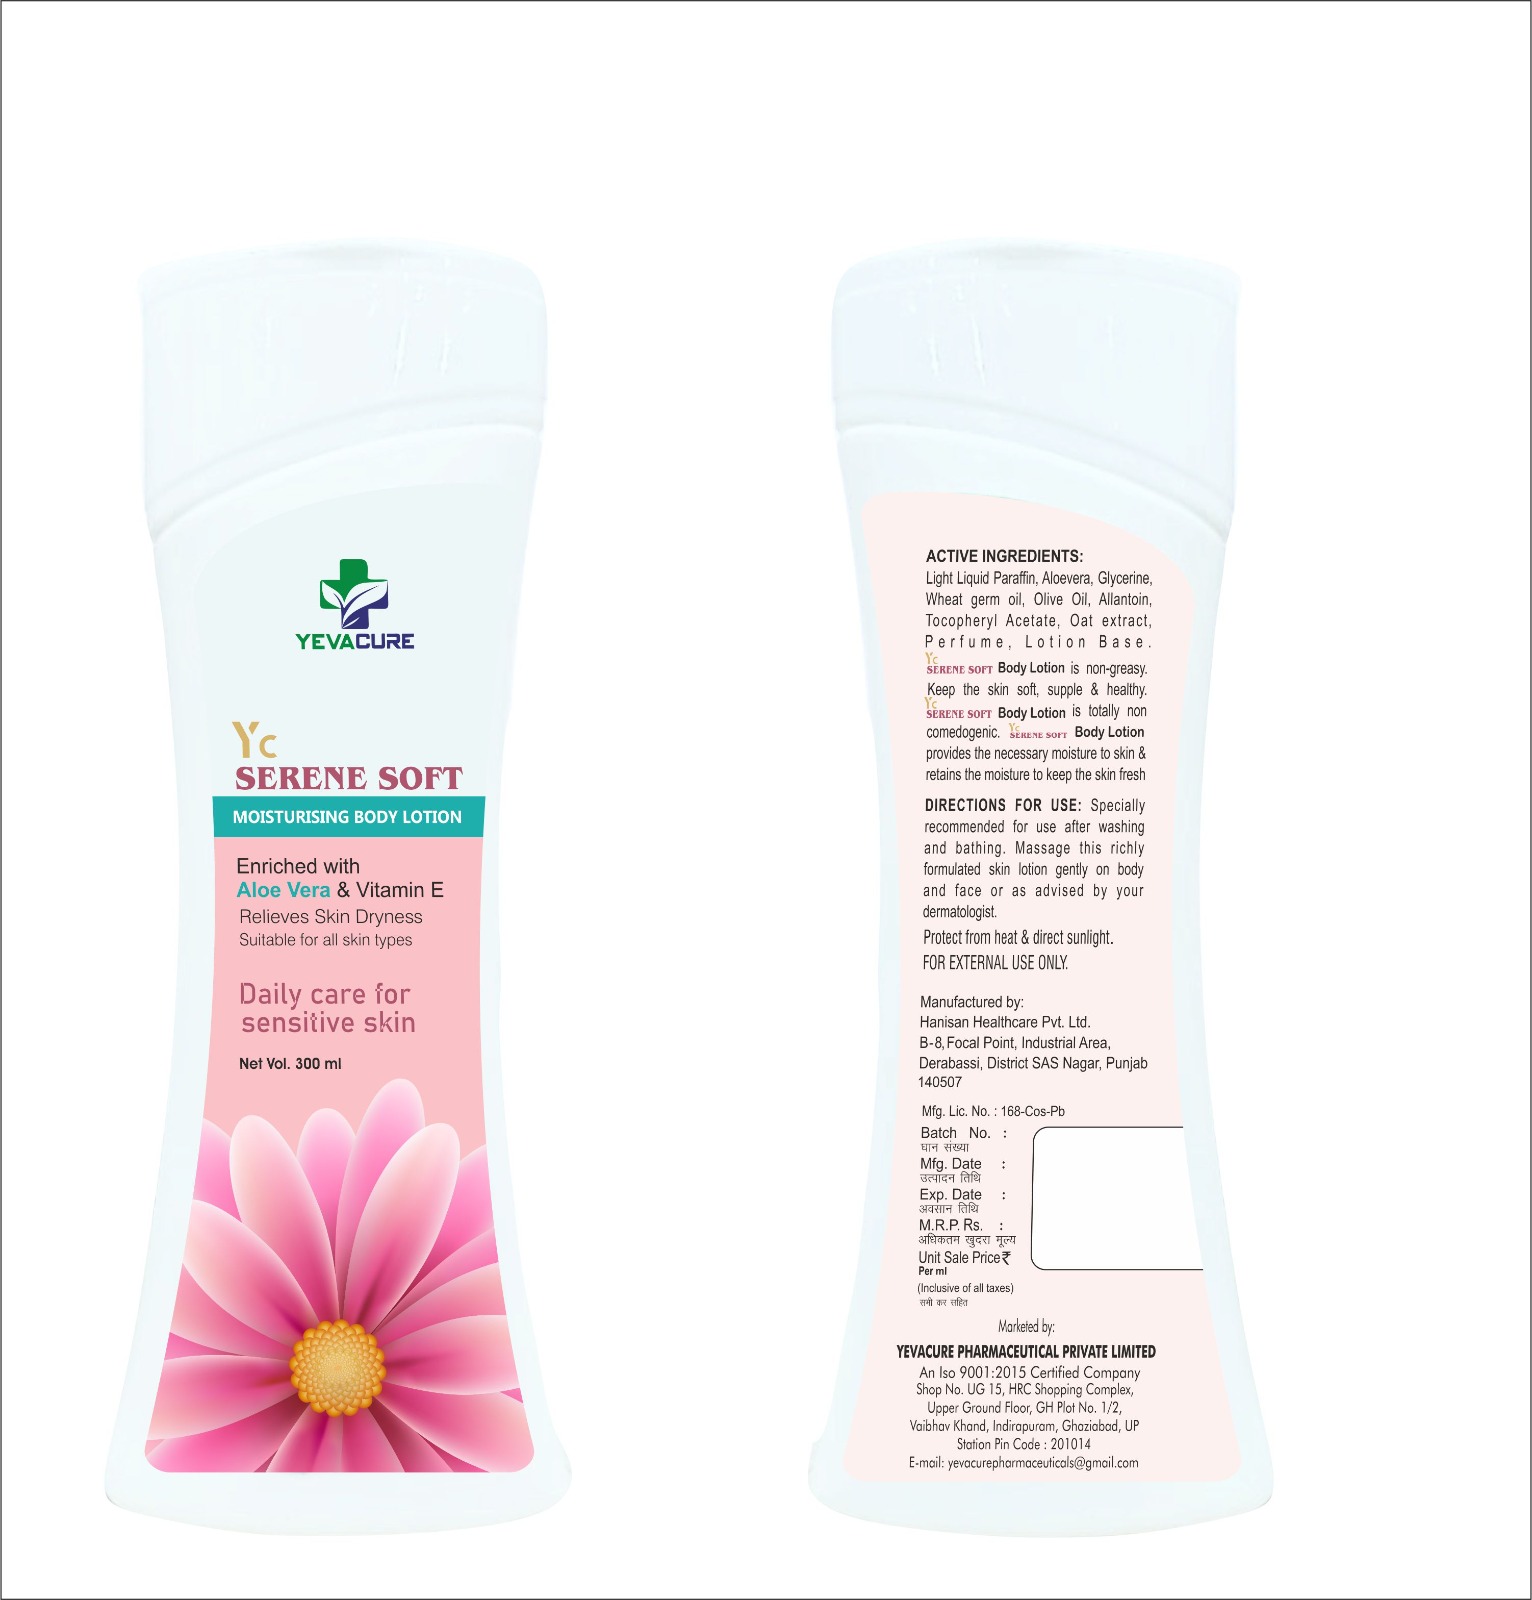 YEVACURE
Yc
SERENE SOFT
MOISTURISING BODY LOTION
Enriched with
Aloe Vera & Vitamin E
Relieves Skin Dryness
Suitable for all skin types
Daily care for
sensitive skin
Net Vol. 300 ml
ACTIVE INGREDIENTS:
Light Liquid Paraffin, Aloevera, Glycerine,
Wheat germ oil, Olive Oil, Allantoin,
Tocopheryl Acetate, Oat extract,
Perfume, Lotion Base.
Yc SERENE SOFT Body Lotion is non-greasy.
Keep the skin soft, supple & healthy.
Yc SERENE SOFT Body Lotion is totally non
comedogenic. Yc SERENE SOFT Body Lotion
provides the necessary moisture to skin &
retains the moisture to keep the skin fresh
DIRECTIONS FOR USE: Specially
recommended for use after washing
and bathing. Massage this richly
formulated skin lotion gently on body
and face or as advised by your
dermatologist.
Protect from heat & direct sunlight.
FOR EXTERNAL USE ONLY.
Manufactured by:
Hanisan Healthcare Pvt. Ltd.
B-8, Focal Point, Industrial Area,
Derabassi, District SAS Nagar, Punjab
140507
Mfg. Lic. No. : 168-Cos-Pb
Batch No. :
घान संख्या
Mfg. Date :
उत्पादन तिथि
Exp. Date :
अवसान तिथि
M.R.P. Rs. :
अधिकतम खुदरा मूल्य
Unit Sale Price ₹
Per ml
(Inclusive of all taxes)
सभी कर सहित
Marketed by:
YEVACURE PHARMACEUTICAL PRIVATE LIMITED
An Iso 9001:2015 Certified Company
Shop No. UG 15, HRC Shopping Complex,
Upper Ground Floor, GH Plot No. 1/2,
Vaibhav Khand, Indirapuram, Ghaziabad, UP
Station Pin Code : 201014
E-mail: yevacurepharmaceuticals@gmail.com